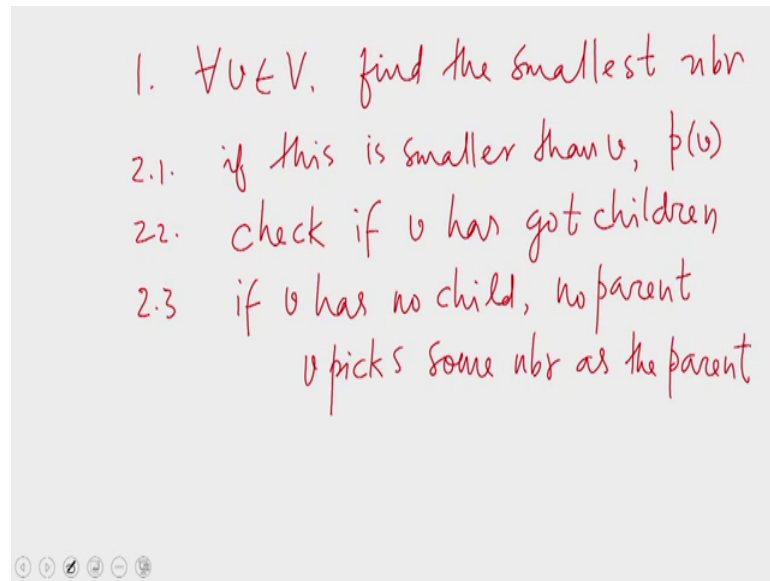 1. ∀v∈V, find the smallest nbr
2.1. if this is smaller than v, p(v)
2.2. check if v has got children
2.3 if v has no child, no parent
v picks some nbr as the parent